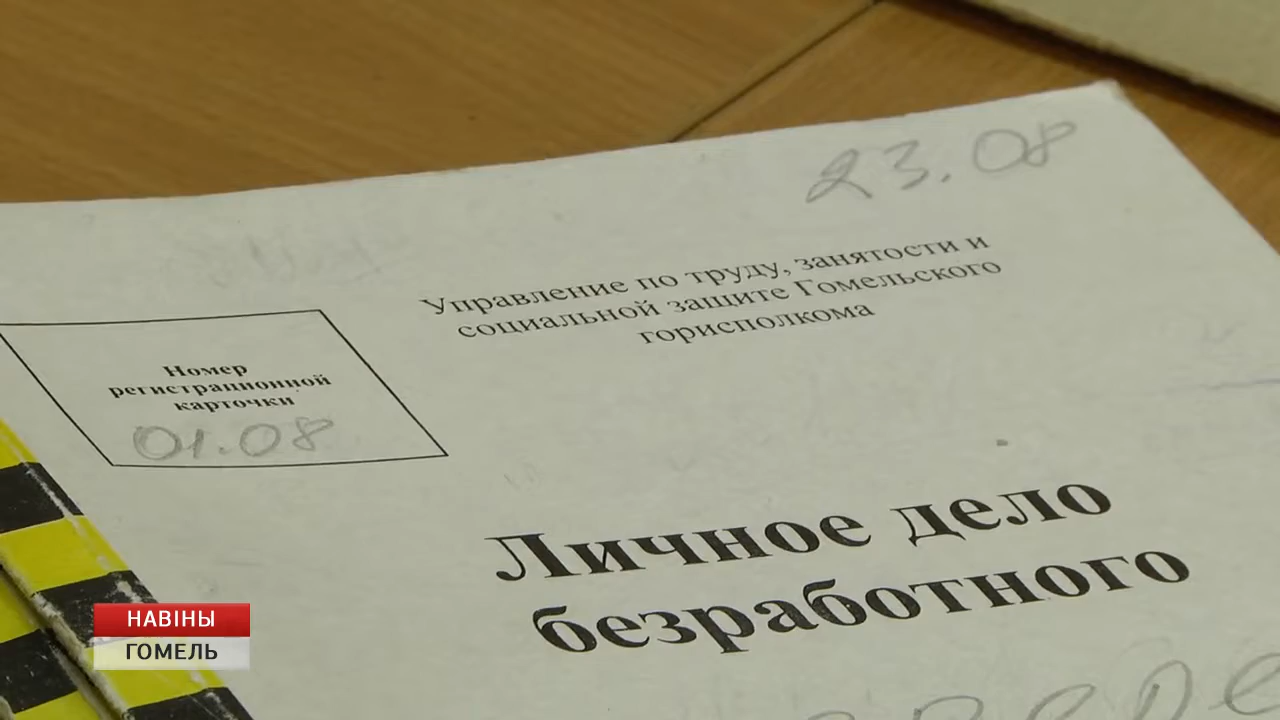 23.08
Управление по труду, занятости и
социальной защите Гомельского
горисполкома
Номер
регистрационной
карточки
01.08
Личное дело
безработного
НАВІНЫ
ГОМЕЛЬ